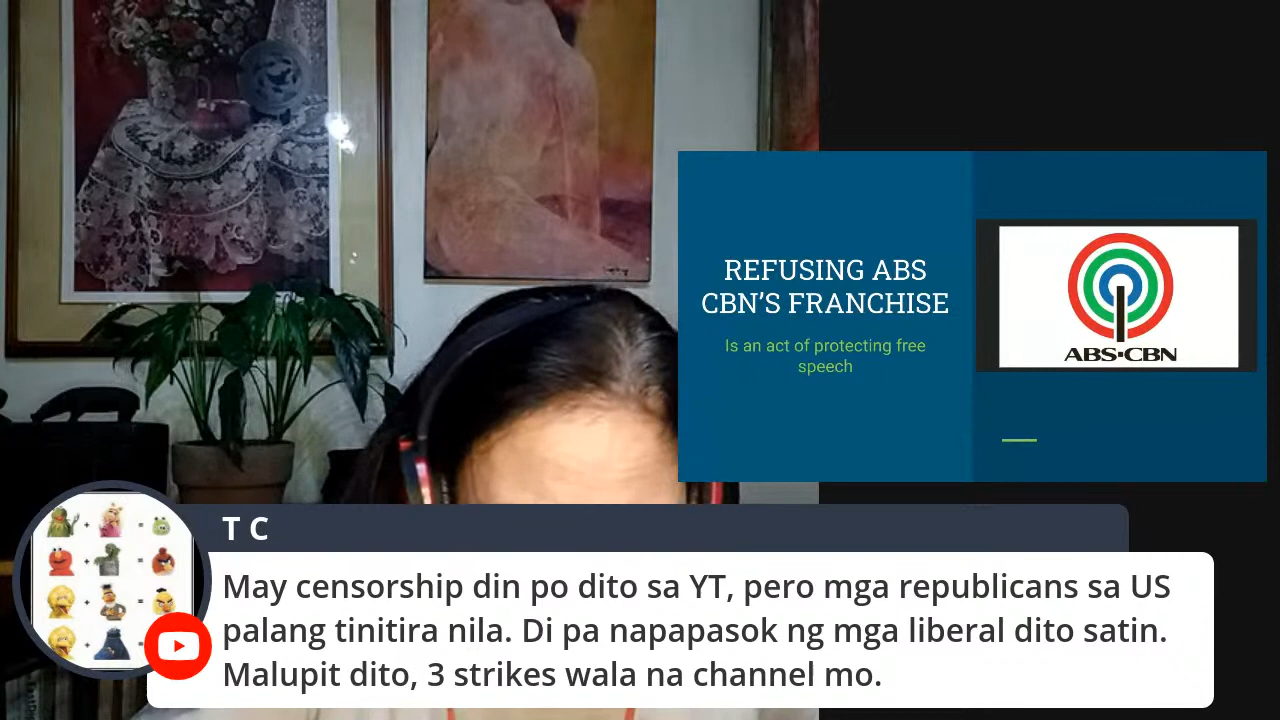 REFUSING ABS
CBN'S FRANCHISE
Is an act of protecting free
speech
ABS•CBN
T C
May censorship din po dito sa YT, pero mga republicans sa US
palang tinitira nila. Di pa napapasok ng mga liberal dito satin.
Malupit dito, 3 strikes wala na channel mo.